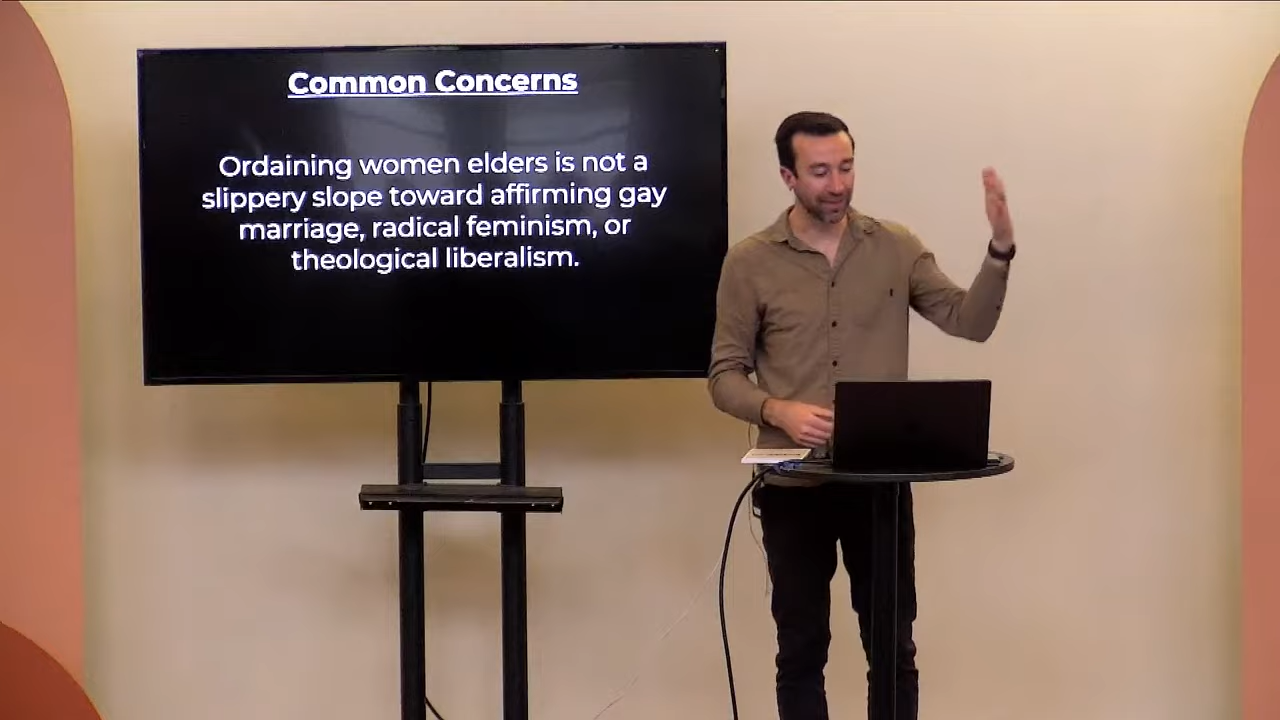 Common Concerns
Ordaining women elders is not a
slippery slope toward affirming gay
marriage, radical feminism, or
theological liberalism.